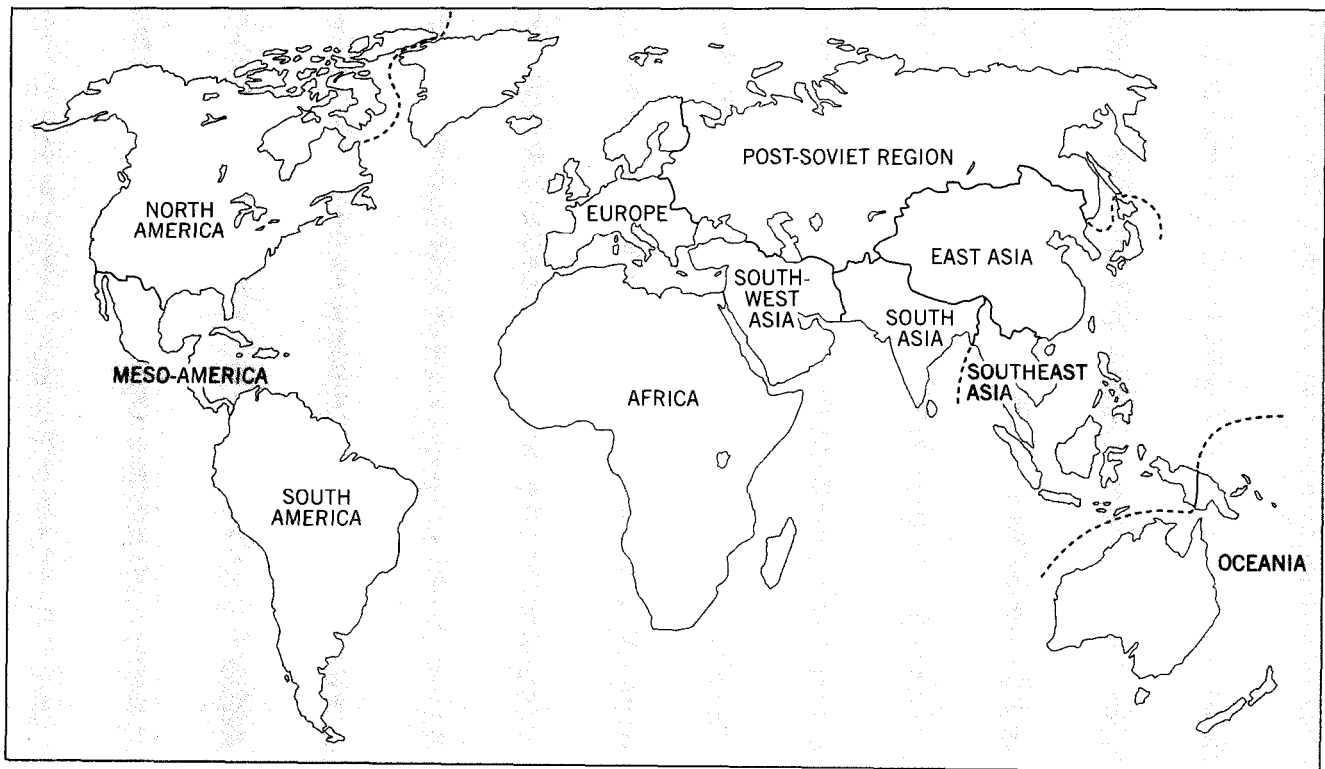 POST-SOVIET REGION
NORTH
AMERICA
EUROPE
EAST ASIA
SOUTH-
WEST
ASIA
SOUTH
ASIA
MESO-AMERICA
SOUTHEAST
ASIA
AFRICA
SOUTH
AMERICA
OCEANIA